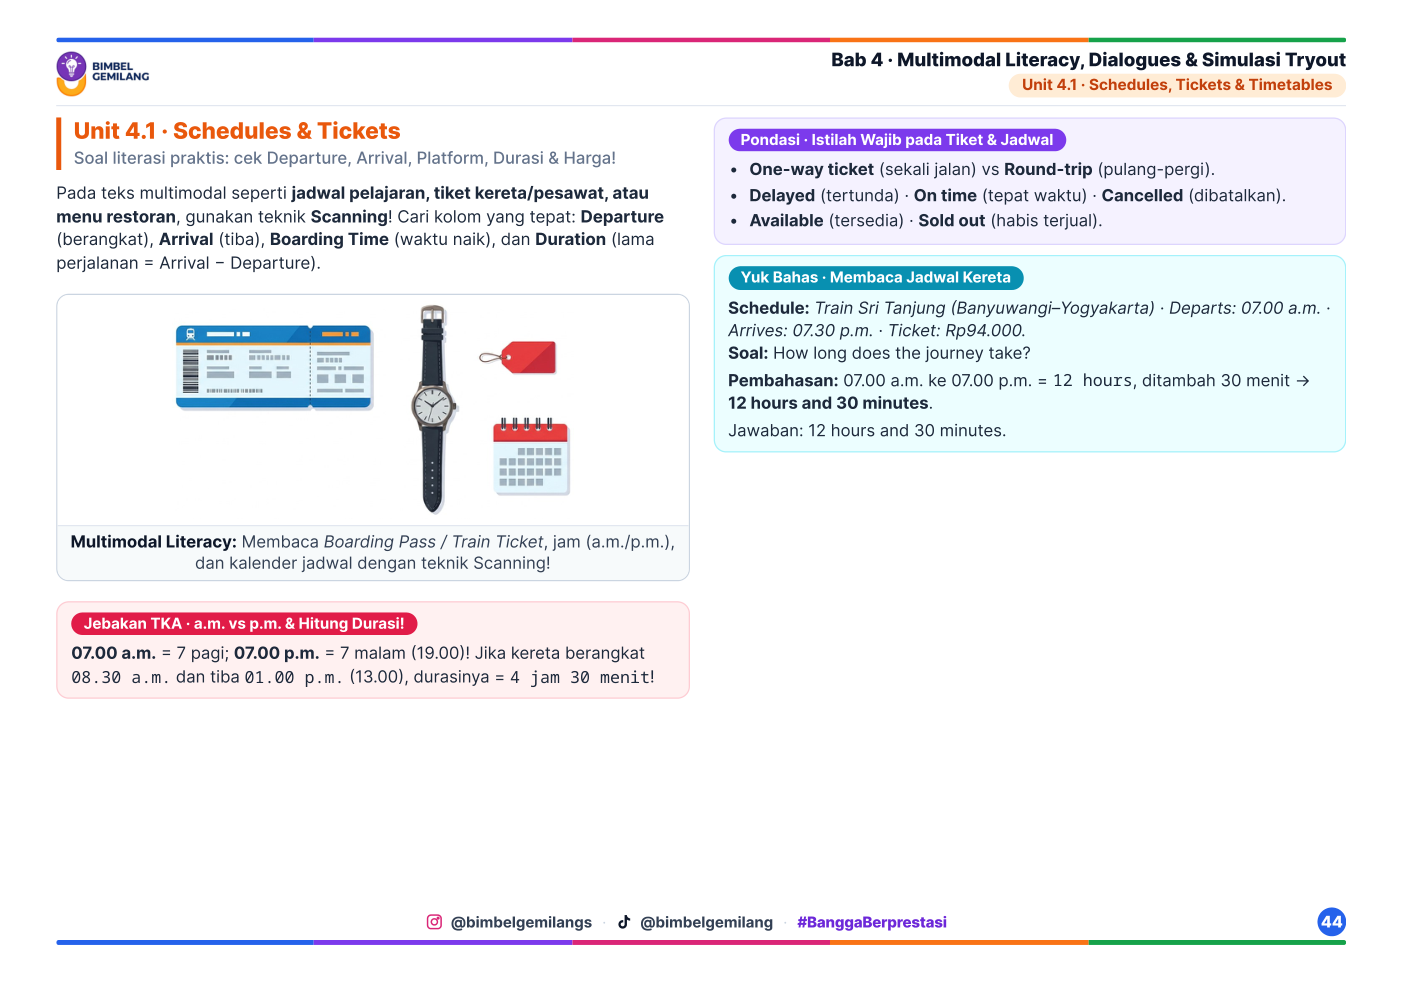 BIMBEL
GEMILANG
Bab 4 · Multimodal Literacy, Dialogues & Simulasi Tryout
Unit 4.1 · Schedules, Tickets & Timetables
Unit 4.1 · Schedules & Tickets
Soal literasi praktis: cek Departure, Arrival, Platform, Durasi & Harga!
Pada teks multimodal seperti jadwal pelajaran, tiket kereta/pesawat, atau
menu restoran, gunakan teknik Scanning! Cari kolom yang tepat: Departure
(berangkat), Arrival (tiba), Boarding Time (waktu naik), dan Duration (lama
perjalanan = Arrival − Departure).
Multimodal Literacy: Membaca Boarding Pass / Train Ticket, jam (a.m./p.m.),
dan kalender jadwal dengan teknik Scanning!
Jebakan TKA · a.m. vs p.m. & Hitung Durasi!
07.00 a.m. = 7 pagi; 07.00 p.m. = 7 malam (19.00)! Jika kereta berangkat
08.30 a.m. dan tiba 01.00 p.m. (13.00), durasinya = 4 jam 30 menit!
Pondasi · Istilah Wajib pada Tiket & Jadwal
• One-way ticket (sekali jalan) vs Round-trip (pulang-pergi).
• Delayed (tertunda) · On time (tepat waktu) · Cancelled (dibatalkan).
• Available (tersedia) · Sold out (habis terjual).
Yuk Bahas · Membaca Jadwal Kereta
Schedule: Train Sri Tanjung (Banyuwangi–Yogyakarta) · Departs: 07.00 a.m. ·
Arrives: 07.30 p.m. · Ticket: Rp94.000.
Soal: How long does the journey take?
Pembahasan: 07.00 a.m. ke 07.00 p.m. = 12 hours, ditambah 30 menit →
12 hours and 30 minutes.
Jawaban: 12 hours and 30 minutes.
@bimbelgemilangs · @bimbelgemilang · #BanggaBerprestasi
44